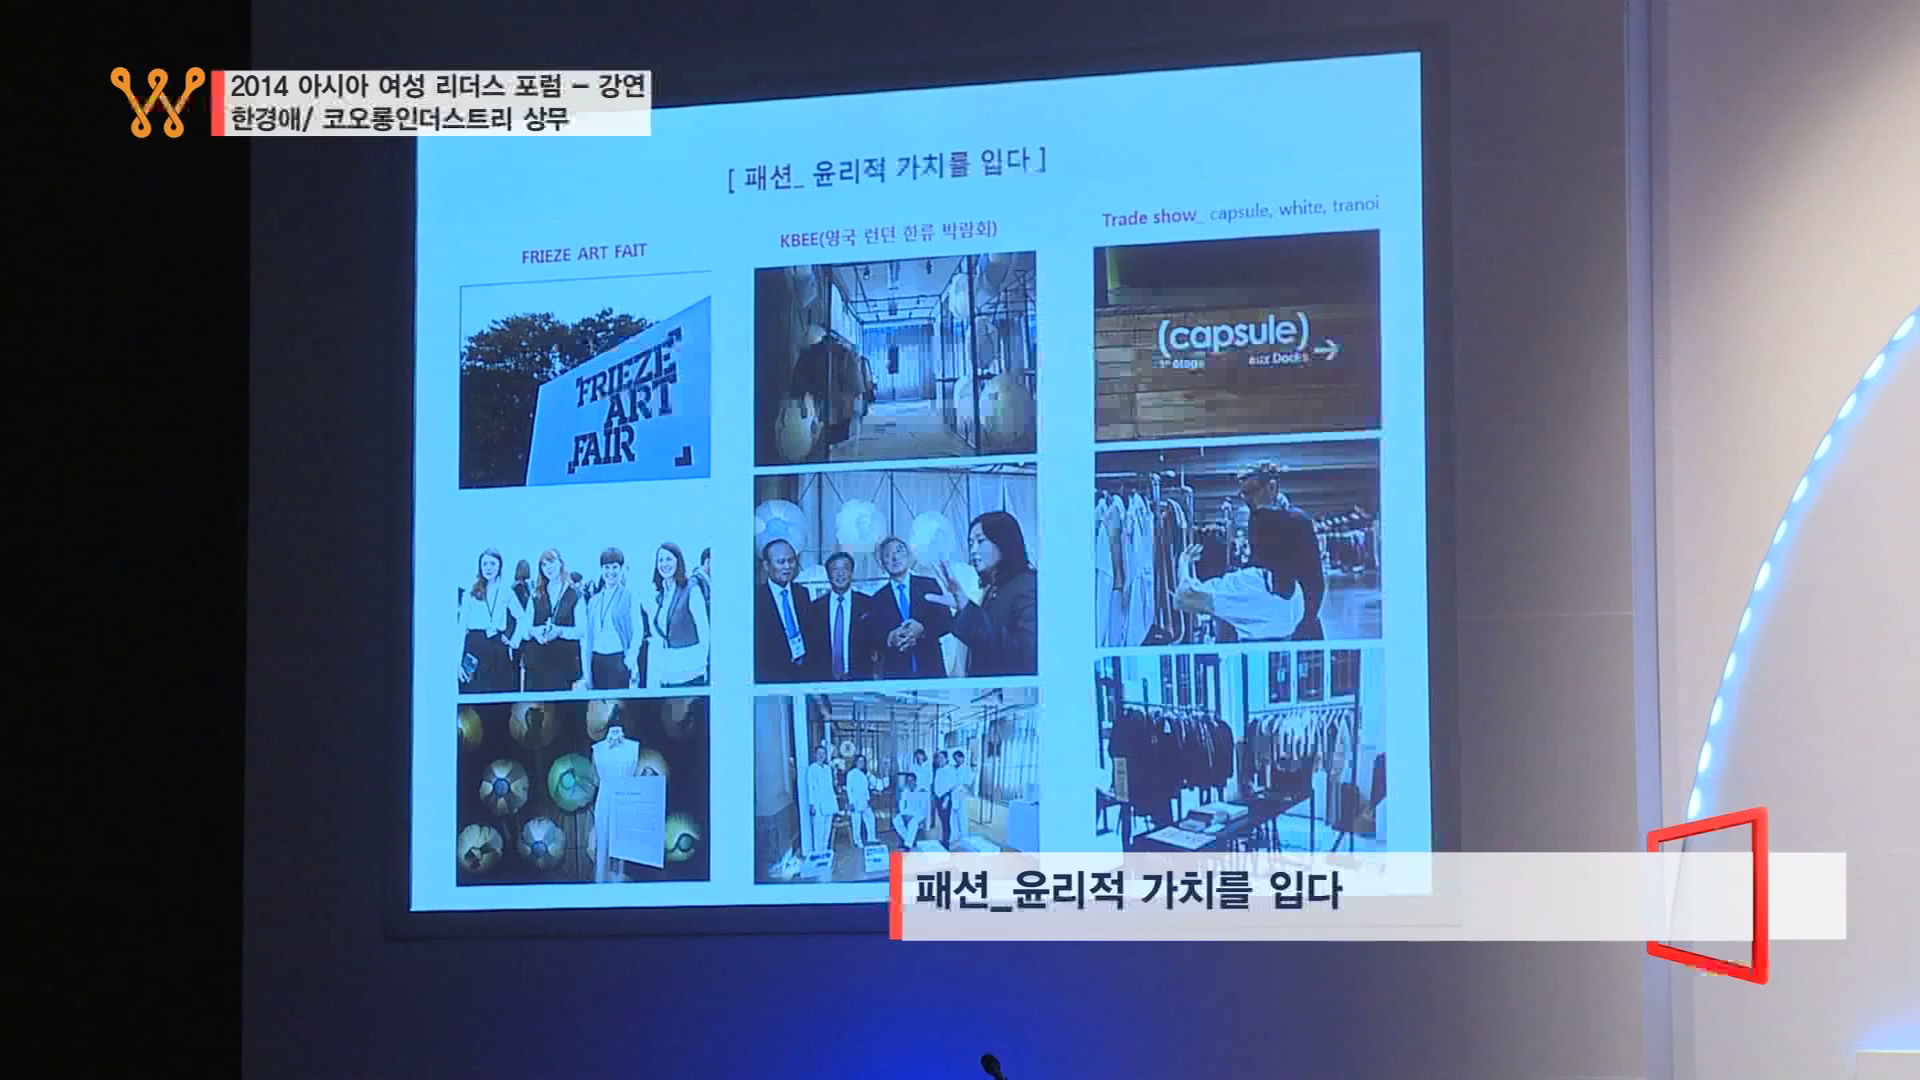 2014 아시아 여성 리더스 포럼 – 강연
한경애/ 코오롱인더스트리 상무
[ 패션_ 윤리적 가치를 입다 ]
FRIEZE ART FAIT
KBEE(영국 런던 한류 박람회)
Trade show_ capsule, white, tranoi
FRIEZE
ART
FAIR
(capsule)
aux Docks
패션_윤리적 가치를 입다